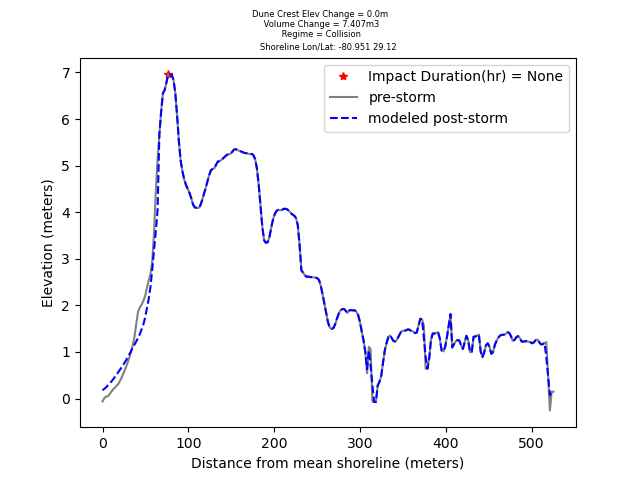 Dune Crest Elev Change = 0.0m
Volume Change = 7.407m3
Regime = Collision
Shoreline Lon/Lat: -80.951 29.12
Impact Duration(hr) = None
pre-storm
modeled post-storm
Elevation (meters)
7
6
5
4
3
2
1
0
0 100 200 300 400 500
Distance from mean shoreline (meters)